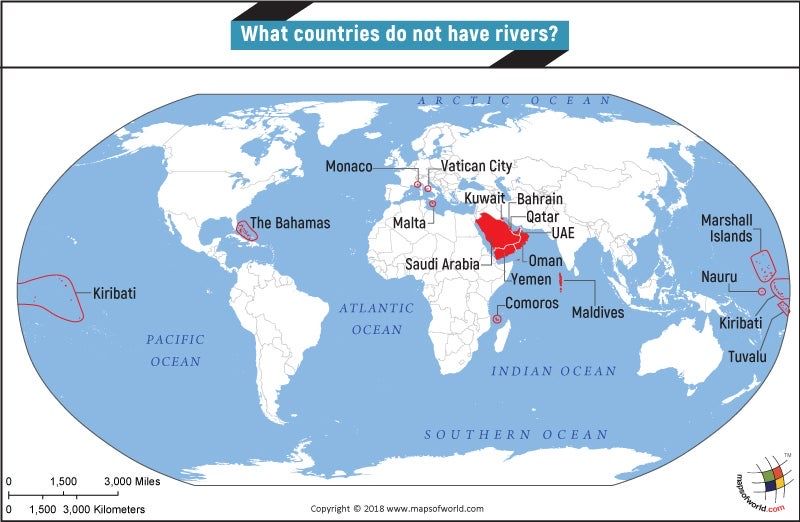 What countries do not have rivers?
ARCTIC OCEAN
Monaco
Vatican City
Kuwait
Bahrain
Qatar
UAE
Malta
The Bahamas
Marshall
Islands
Saudi Arabia
Oman
Yemen
Nauru
Kiribati
Comoros
Maldives
ATLANTIC
OCEAN
Kiribati
PACIFIC
OCEAN
Tuvalu
INDIAN OCEAN
SOUTHERN OCEAN
0 1,500 3,000 Miles
0 1,500 3,000 Kilometers
Copyright © 2018 www.mapsofworld.com
mapsofworld.com
TM